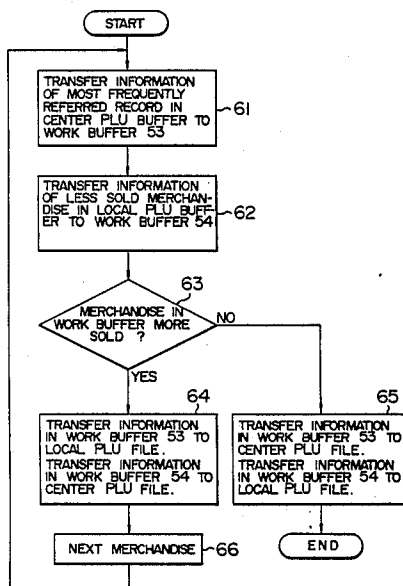 START
TRANSFER INFORMATION
OF MOST FREQUENTLY
REFERRED RECORD IN
CENTER PLU BUFFER TO
WORK BUFFER 53
61
TRANSFER INFORMATION
OF LESS SOLD MERCHAN-
DISE IN LOCAL PLU BUF-
FER TO WORK BUFFER 54
62
63
MERCHANDISE IN
WORK BUFFER MORE
SOLD ?
NO
YES
64
TRANSFER INFORMATION
IN WORK BUFFER 53 TO
LOCAL PLU FILE.
TRANSFER INFORMATION
IN WORK BUFFER 54 TO
CENTER PLU FILE.
65
TRANSFER INFORMATION
IN WORK BUFFER 53 TO
CENTER PLU FILE.
TRANSFER INFORMATION
IN WORK BUFFER 54 TO
LOCAL PLU FILE.
NEXT MERCHANDISE
66
END